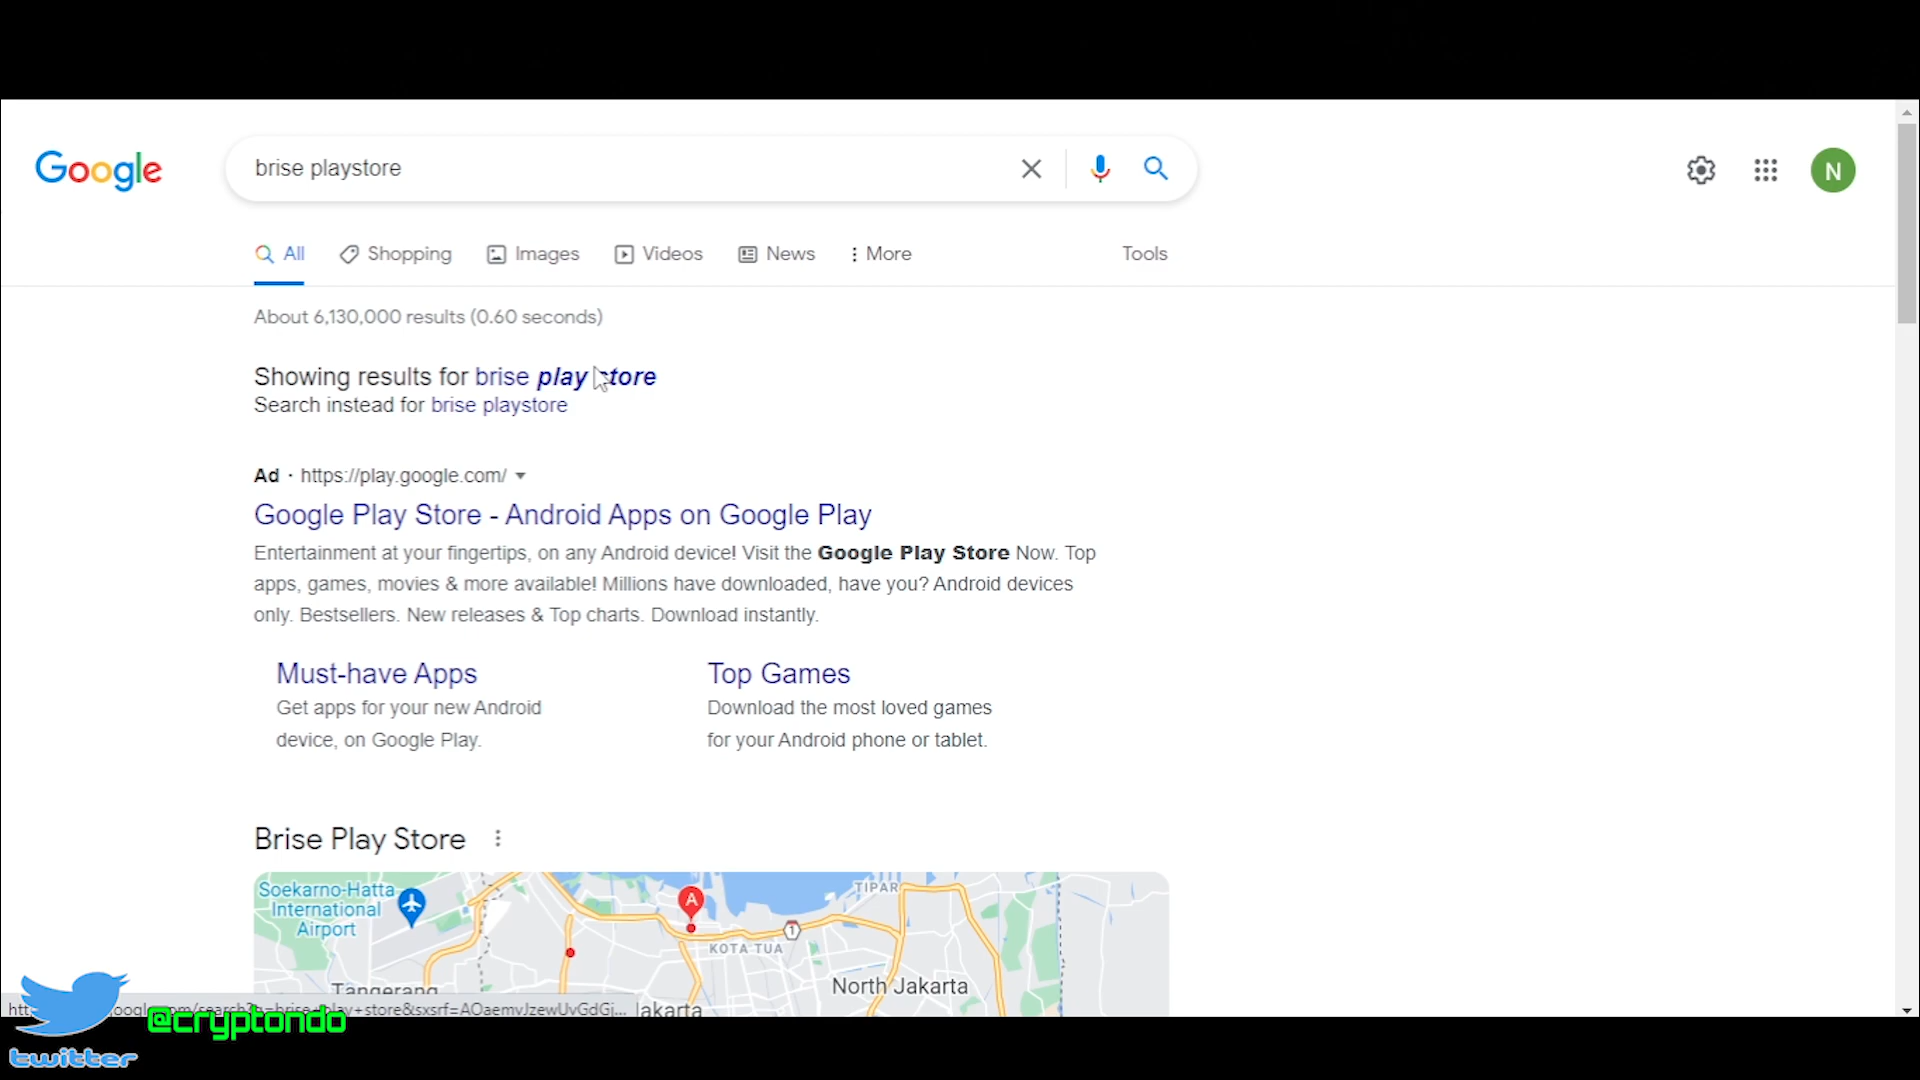 Google
brise playstore
N
All
Shopping
Images
Videos
News
More
Tools
About 6,130,000 results (0.60 seconds)
Showing results for brise play store
Search instead for brise playstore
Ad · https://play.google.com/
Google Play Store - Android Apps on Google Play
Entertainment at your fingertips, on any Android device! Visit the Google Play Store Now. Top
apps, games, movies & more available! Millions have downloaded, have you? Android devices
only. Bestsellers. New releases & Top charts. Download instantly.
Must-have Apps
Get apps for your new Android
device, on Google Play.
Top Games
Download the most loved games
for your Android phone or tablet.
Brise Play Store
Soekarno-Hatta
International
Airport
A
TIPAR
1
KOTA TUA
North Jakarta
Tangerang
@cryptondo
twitter